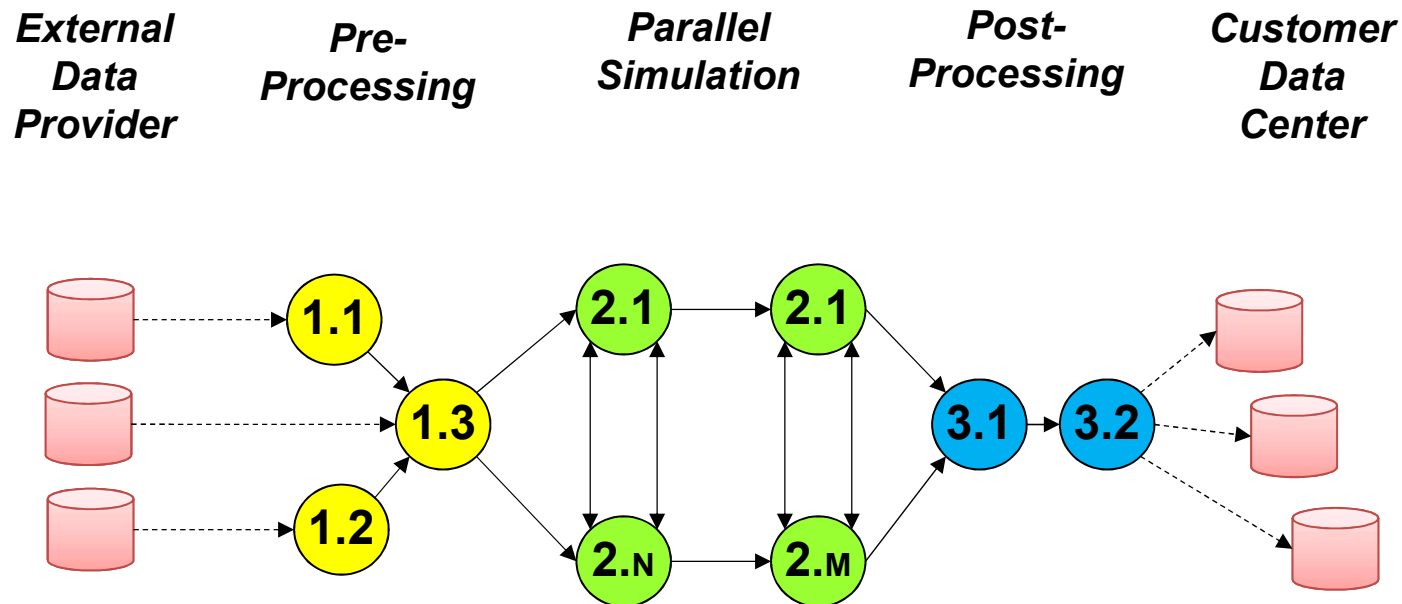 External
Data
Provider
Pre-
Processing
Parallel
Simulation
Post-
Processing
Customer
Data
Center
1.1
2.1
2.1
1.3
3.1
3.2
1.2
2.N
2.M